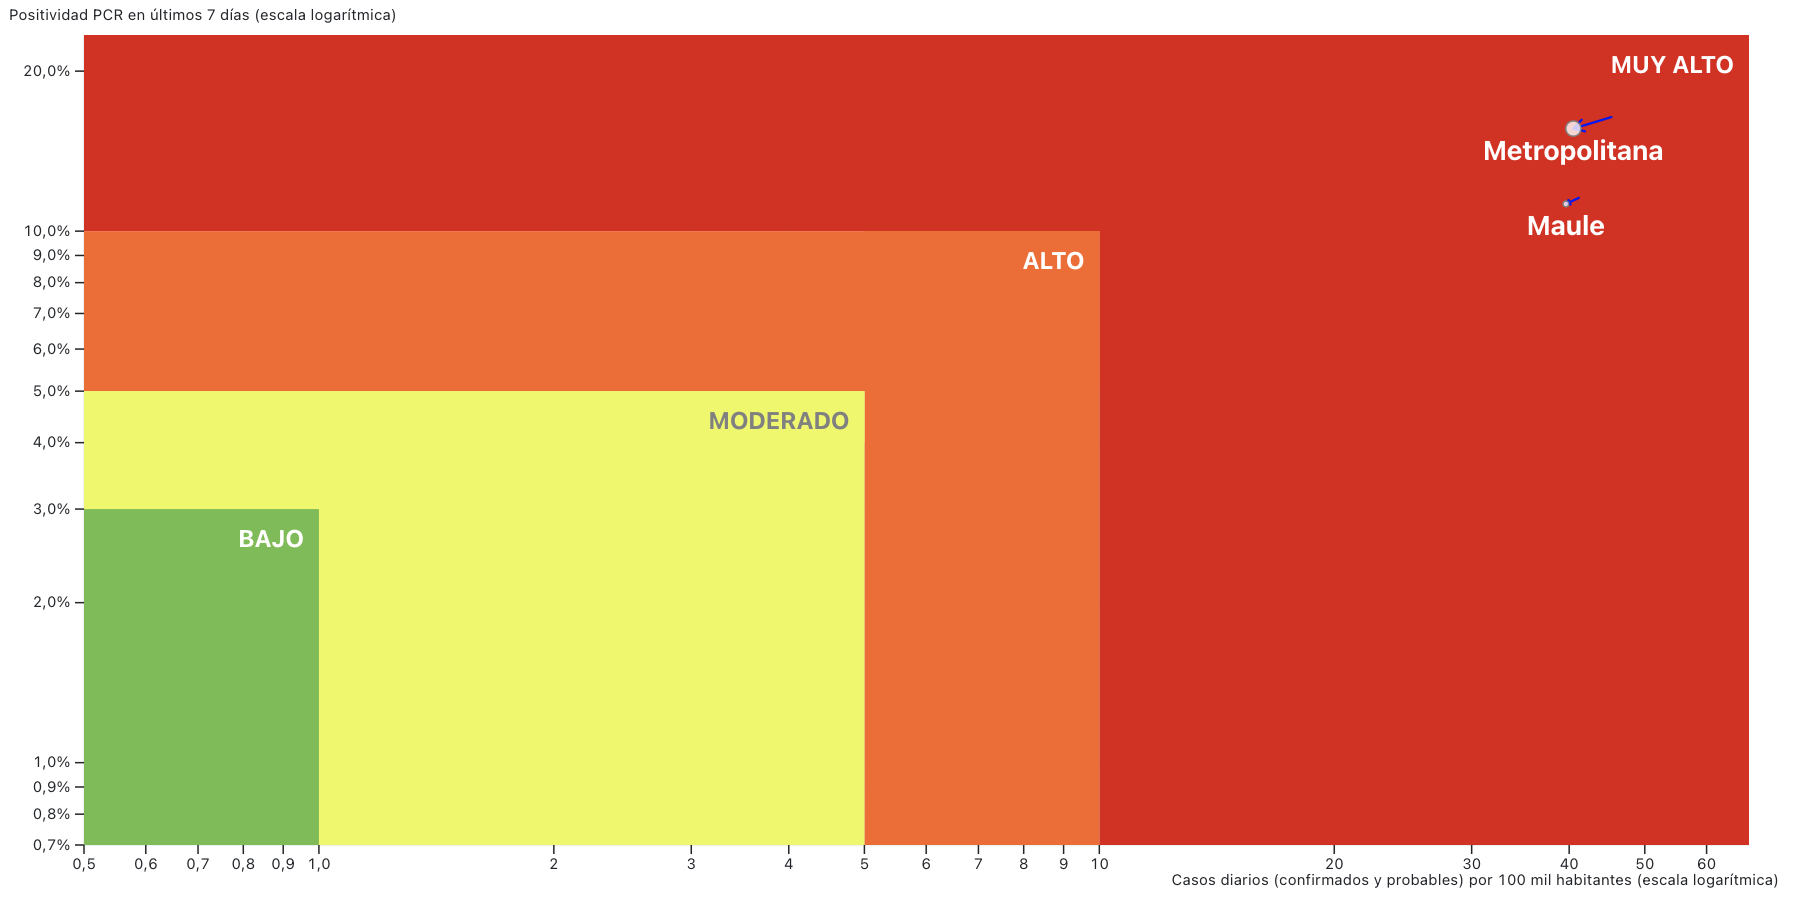 Positividad PCR en últimos 7 días (escala logarítmica)
20,0%
MUY ALTO
Metropolitana
Maule
10,0%
9,0%
ALTO
8,0%
7,0%
6,0%
5,0%
MODERADO
4,0%
3,0%
BAJO
2,0%
1,0%
0,9%
0,8%
0,7%
0,5 0,6 0,7 0,8 0,9 1,0 2 3 4 5 6 7 8 9 10 20 30 40 50 60
Casos diarios (confirmados y probables) por 100 mil habitantes (escala logarítmica)